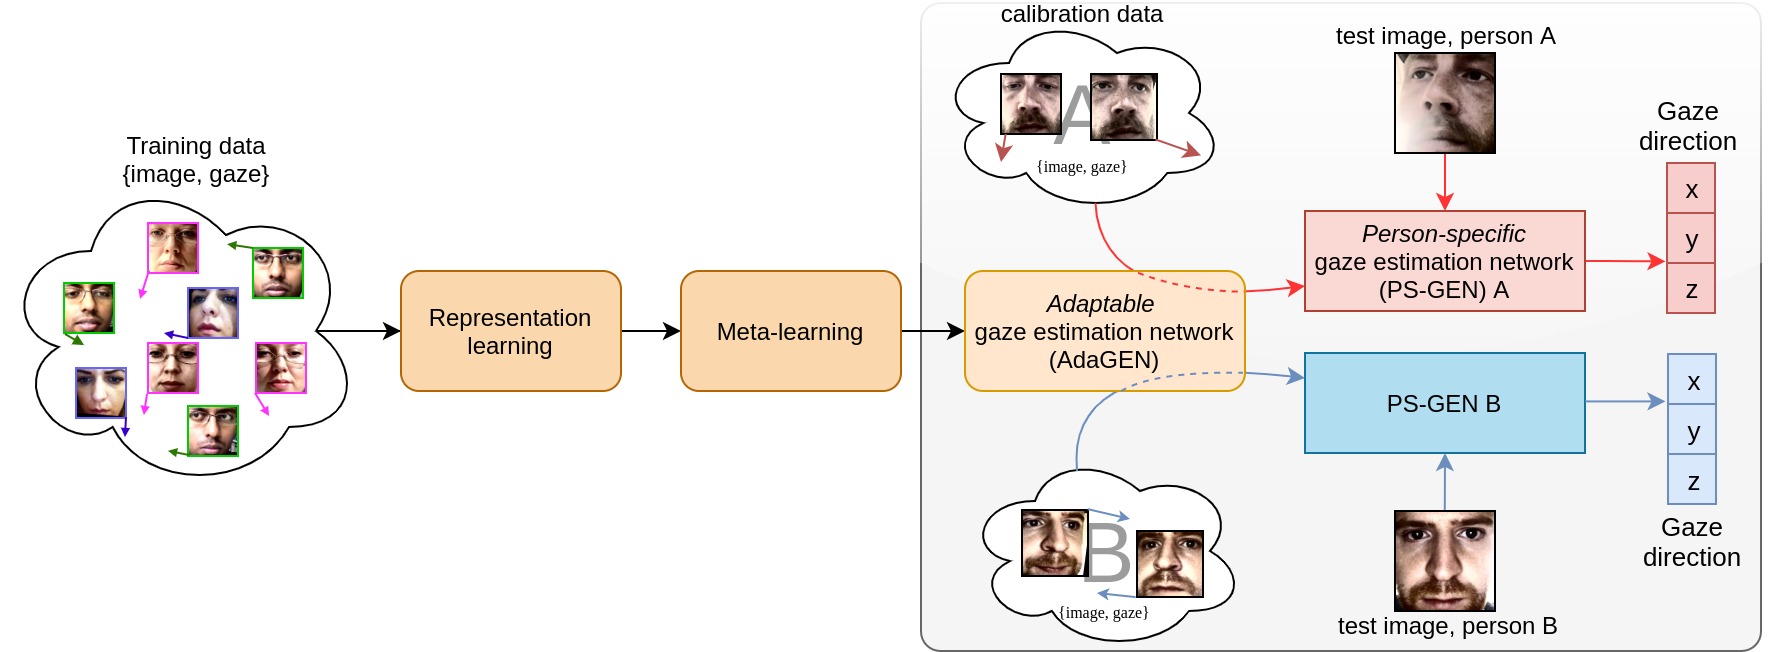 Training data
{image, gaze}
Representation
learning
Meta-learning
calibration data
A
{image, gaze}
Adaptable
gaze estimation network
(AdaGEN)
B
{image, gaze}
test image, person A
Person-specific
gaze estimation network
(PS-GEN) A
PS-GEN B
test image, person B
Gaze
direction
x
y
z
x
y
z
Gaze
direction